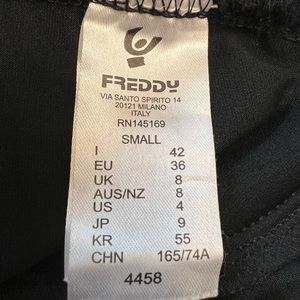 FREDDY
VIA SANTO SPIRITO 14
20121 MILANO
ITALY
RN145169
SMALL
I 42
EU 36
UK 8
AUS/NZ 8
US 4
JP 9
KR 55
CHN 165/74A
4458